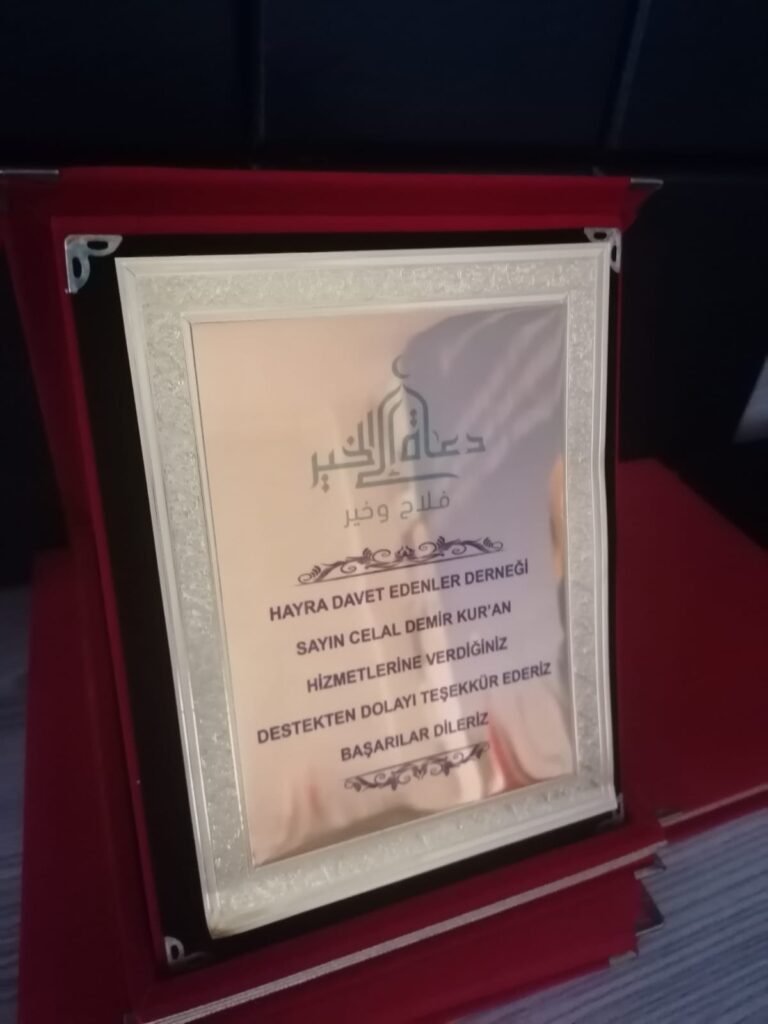 دعاة إلى الخير
فلاح وخير
HAYRA DAVET EDENLER DERNEĞİ
SAYIN CELAL DEMİR KUR'AN
HİZMETLERİNE VERDİĞİNİZ
DESTEKTEN DOLAYI TEŞEKKÜR EDERİZ
BAŞARILAR DİLERİZ